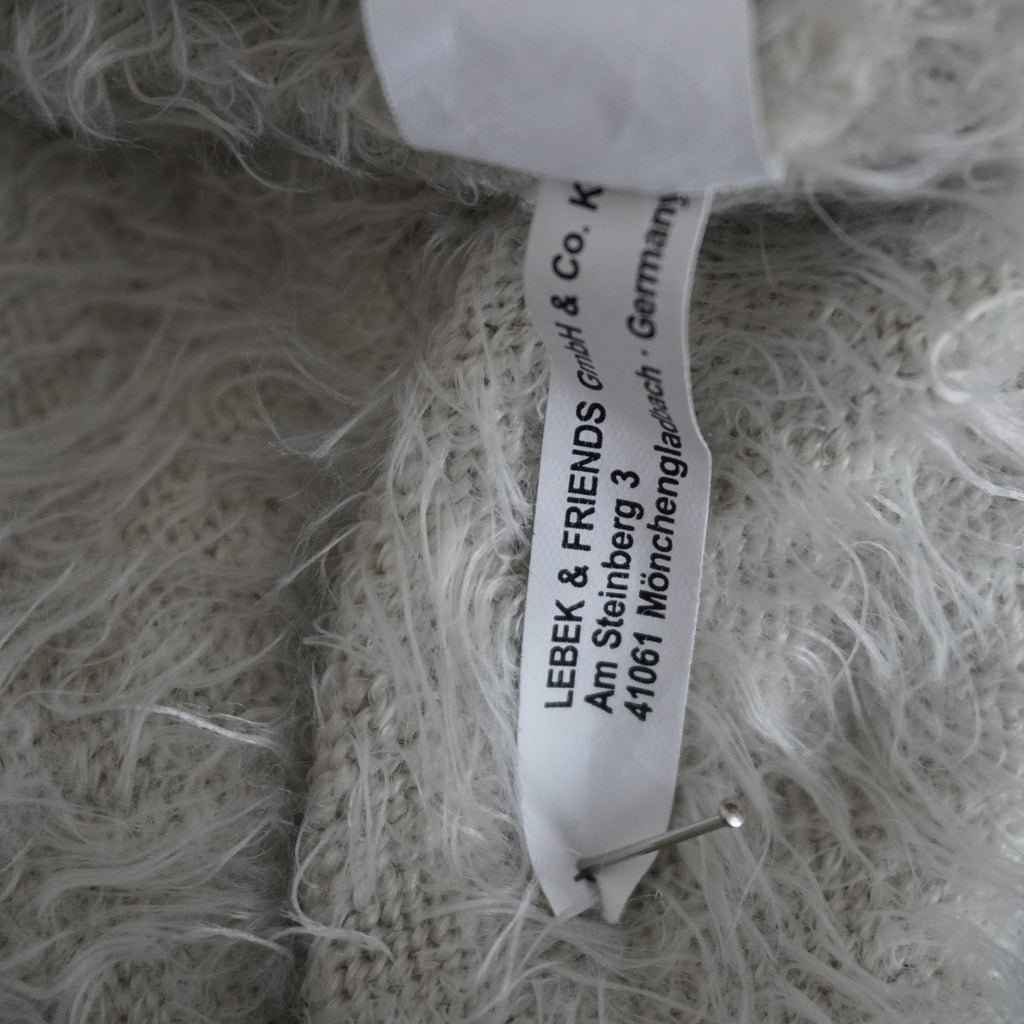 LEBEK & FRIENDS GmbH & Co. K
Am Steinberg 3
41061 Mönchengladbach · Germany